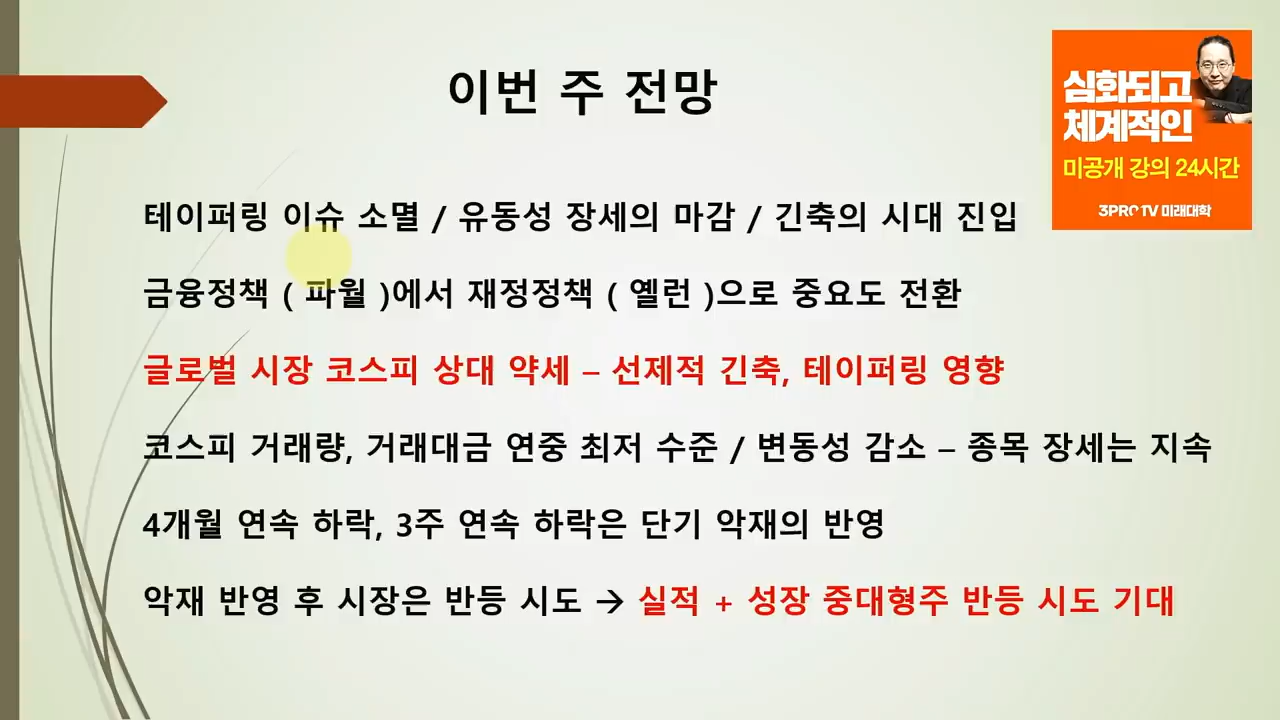 이번 주 전망
심화되고
체계적인
미공개 강의 24시간
3PRO TV 미래대학
테이퍼링 이슈 소멸 / 유동성 장세의 마감 / 긴축의 시대 진입
금융정책 ( 파월 )에서 재정정책 ( 옐런 )으로 중요도 전환
글로벌 시장 코스피 상대 약세 – 선제적 긴축, 테이퍼링 영향
코스피 거래량, 거래대금 연중 최저 수준 / 변동성 감소 – 종목 장세는 지속
4개월 연속 하락, 3주 연속 하락은 단기 악재의 반영
악재 반영 후 시장은 반등 시도 → 실적 + 성장 중대형주 반등 시도 기대